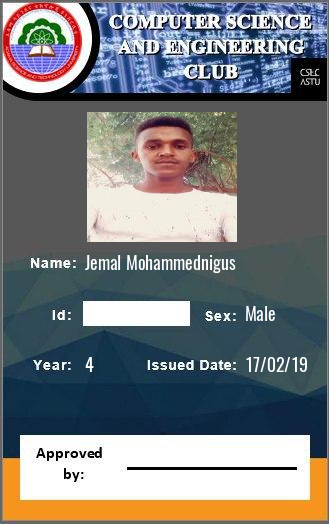 COMPUTER SCIENCE
AND ENGINEERING
CLUB
CSEC
ASTU
Name: Jemal Mohammednigus
Id:
Sex: Male
Year: 4
Issued Date: 17/02/19
Approved
by: